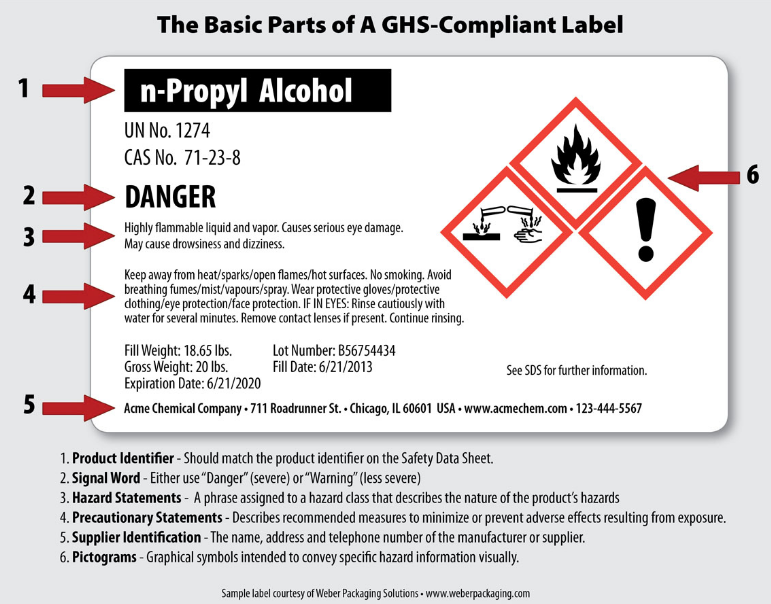 The Basic Parts of A GHS-Compliant Label
1
n-Propyl Alcohol
UN No. 1274
CAS No. 71-23-8
2
DANGER
3
Highly flammable liquid and vapor. Causes serious eye damage.
May cause drowsiness and dizziness.
6
4
Keep away from heat/sparks/open flames/hot surfaces. No smoking. Avoid
breathing fumes/mist/vapours/spray. Wear protective gloves/protective
clothing/eye protection/face protection. IF IN EYES: Rinse cautiously with
water for several minutes. Remove contact lenses if present. Continue rinsing.
Fill Weight: 18.65 lbs. Lot Number: B56754434
Gross Weight: 20 lbs. Fill Date: 6/21/2013
Expiration Date: 6/21/2020
See SDS for further information.
5
Acme Chemical Company • 711 Roadrunner St. • Chicago, IL 60601 USA • www.acmechem.com • 123-444-5567
1. Product Identifier - Should match the product identifier on the Safety Data Sheet.
2. Signal Word - Either use "Danger" (severe) or "Warning" (less severe)
3. Hazard Statements - A phrase assigned to a hazard class that describes the nature of the product's hazards
4. Precautionary Statements - Describes recommended measures to minimize or prevent adverse effects resulting from exposure.
5. Supplier Identification - The name, address and telephone number of the manufacturer or supplier.
6. Pictograms - Graphical symbols intended to convey specific hazard information visually.
Sample label courtesy of Weber Packaging Solutions • www.weberpackaging.com